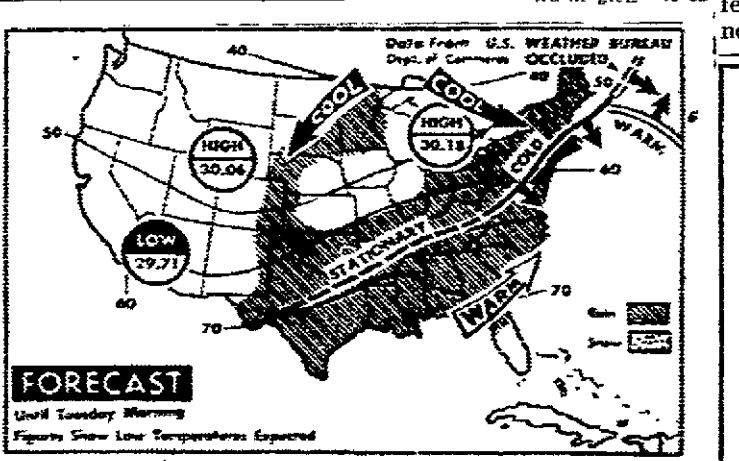 Data From U.S. WEATHER BUREAU
Dept. of Commerce OCCLUDED
40
40
50
COOL
COOL
HIGH
30.18
WARM
50
HIGH
30.06
COLD
60
LOW
29.71
STATIONARY
60
WARM
70
70
Rain
Snow
FORECAST
Until Tuesday Morning
Figures Show Low Temperatures Expected